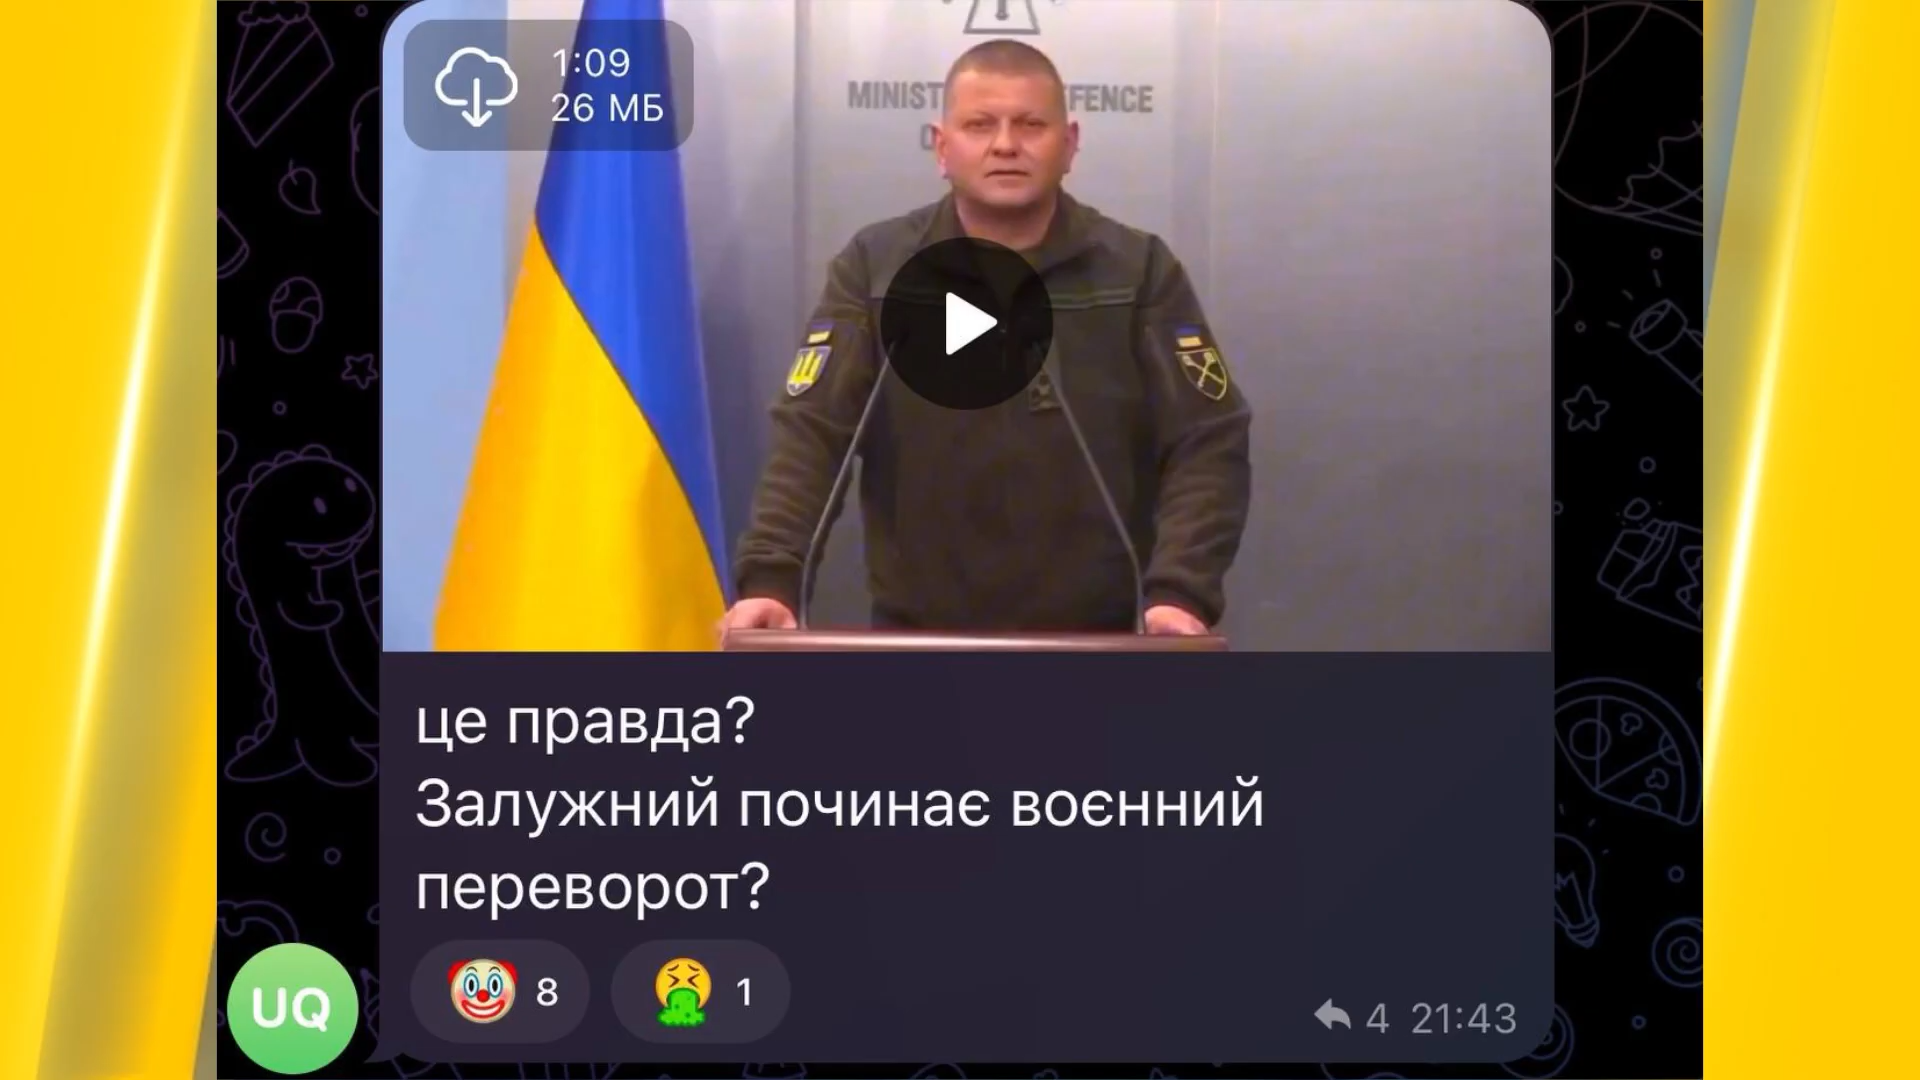 1:09
26 МБ
MINIST
FENCE
це правда?
Залужний починає воєнний
переворот?
8
1
4 21:43
UQ